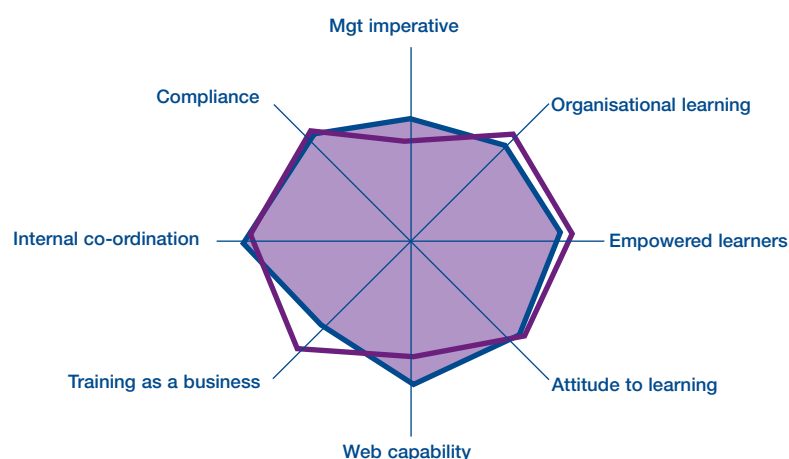 Mgt imperative
Compliance
Organisational learning
Internal co-ordination
Empowered learners
Training as a business
Attitude to learning
Web capability